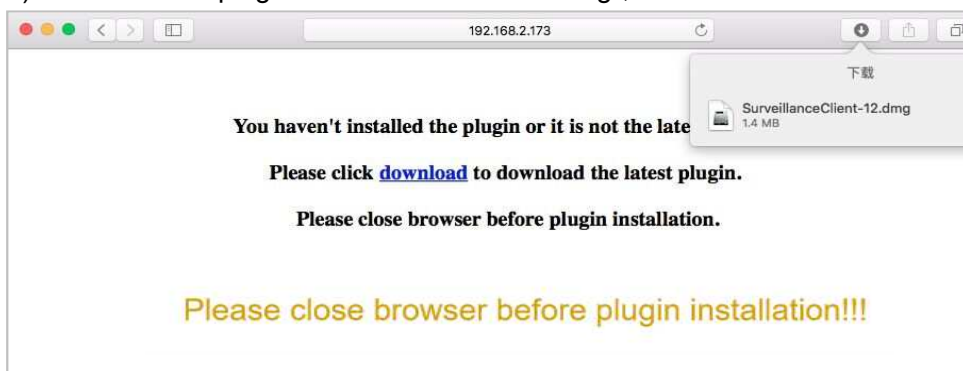 192.168.2.173
下载
SurveillanceClient-12.dmg
1.4 MB
You haven't installed the plugin or it is not the late
Please click download to download the latest plugin.
Please close browser before plugin installation.
Please close browser before plugin installation!!!